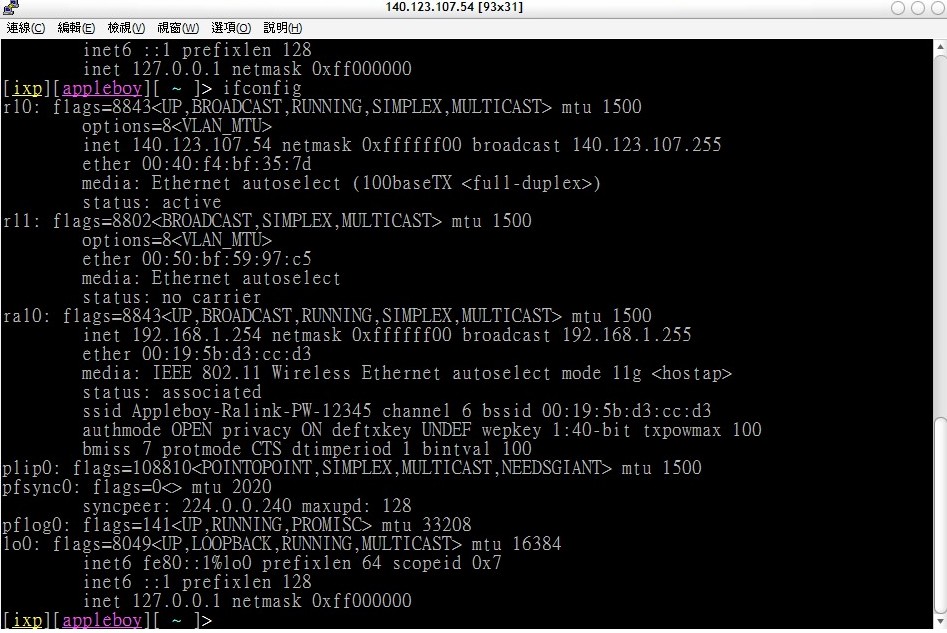 140.123.107.54 [93x31]
連線(C) 編輯(E) 檢視(V) 視窗(W) 選項(O) 說明(H)
inet6 ::1 prefixlen 128
inet 127.0.0.1 netmask 0xff000000
[ixp][appleboy][ ~ ]> ifconfig
rl0: flags=8843<UP,BROADCAST,RUNNING,SIMPLEX,MULTICAST> mtu 1500
options=8<VLAN_MTU>
inet 140.123.107.54 netmask 0xffffff00 broadcast 140.123.107.255
ether 00:40:f4:bf:35:7d
media: Ethernet autoselect (100baseTX <full-duplex>)
status: active
rl1: flags=8802<BROADCAST,SIMPLEX,MULTICAST> mtu 1500
options=8<VLAN_MTU>
ether 00:50:bf:59:97:c5
media: Ethernet autoselect
status: no carrier
ral0: flags=8843<UP,BROADCAST,RUNNING,SIMPLEX,MULTICAST> mtu 1500
inet 192.168.1.254 netmask 0xffffff00 broadcast 192.168.1.255
ether 00:19:5b:d3:cc:d3
media: IEEE 802.11 Wireless Ethernet autoselect mode 11g <hostap>
status: associated
ssid Appleboy-Ralink-PW-12345 channel 6 bssid 00:19:5b:d3:cc:d3
authmode OPEN privacy ON deftxkey UNDEF wepkey 1:40-bit txpowmax 100
bmiss 7 protmode CTS dtimperiod 1 bintval 100
plip0: flags=108810<POINTOPOINT,SIMPLEX,MULTICAST,NEEDSGIANT> mtu 1500
pfsync0: flags=0<> mtu 2020
syncpeer: 224.0.0.240 maxupd: 128
pflog0: flags=141<UP,RUNNING,PROMISC> mtu 33208
lo0: flags=8049<UP,LOOPBACK,RUNNING,MULTICAST> mtu 16384
inet6 fe80::1%lo0 prefixlen 64 scopeid 0x7
inet6 ::1 prefixlen 128
inet 127.0.0.1 netmask 0xff000000
[ixp][appleboy][ ~ ]>